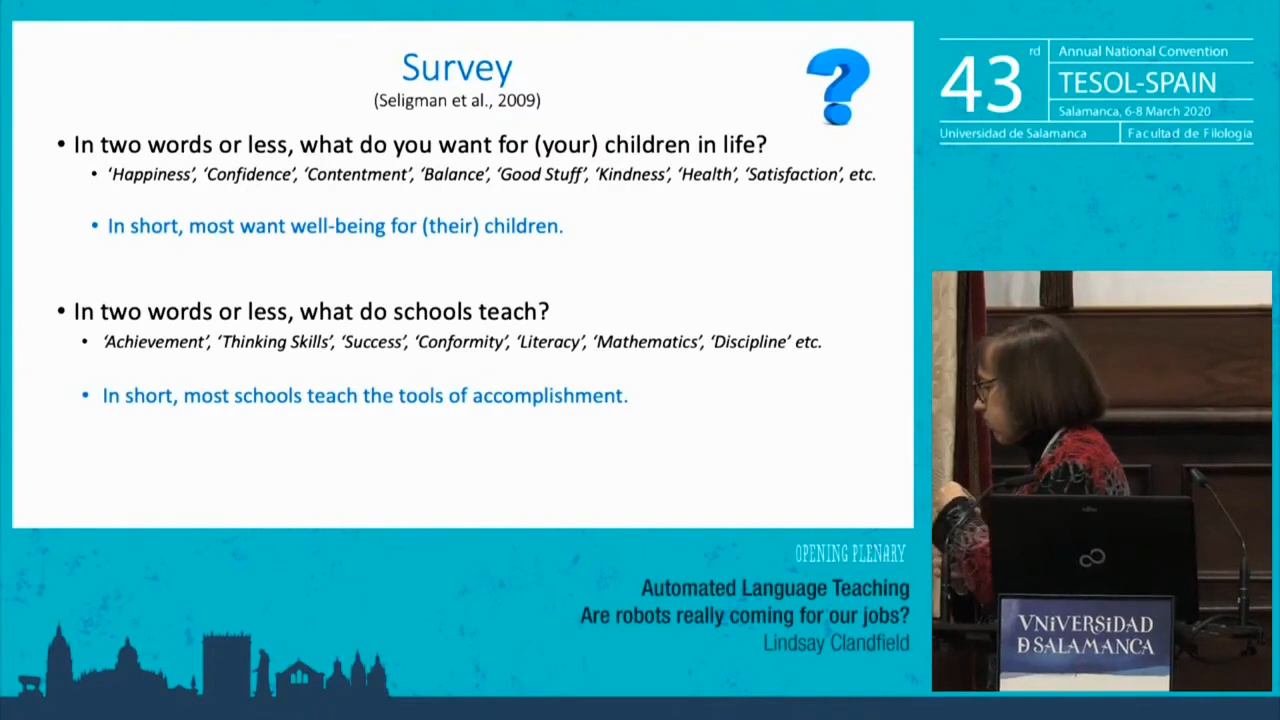 Survey
(Seligman et al., 2009)
• In two words or less, what do you want for (your) children in life?
• 'Happiness', 'Confidence', 'Contentment', 'Balance', 'Good Stuff', 'Kindness', 'Health', 'Satisfaction', etc.
• In short, most want well-being for (their) children.
• In two words or less, what do schools teach?
• 'Achievement', 'Thinking Skills', 'Success', 'Conformity', 'Literacy', 'Mathematics', 'Discipline' etc.
• In short, most schools teach the tools of accomplishment.
43rd
Annual National Convention
TESOL-SPAIN
Salamanca, 6-8 March 2020
Universidad de Salamanca
Facultad de Filología
OPENING PLENARY
Automated Language Teaching
Are robots really coming for our jobs?
Lindsay Clandfield
VNiVERSiDAD
D SALAMANCA